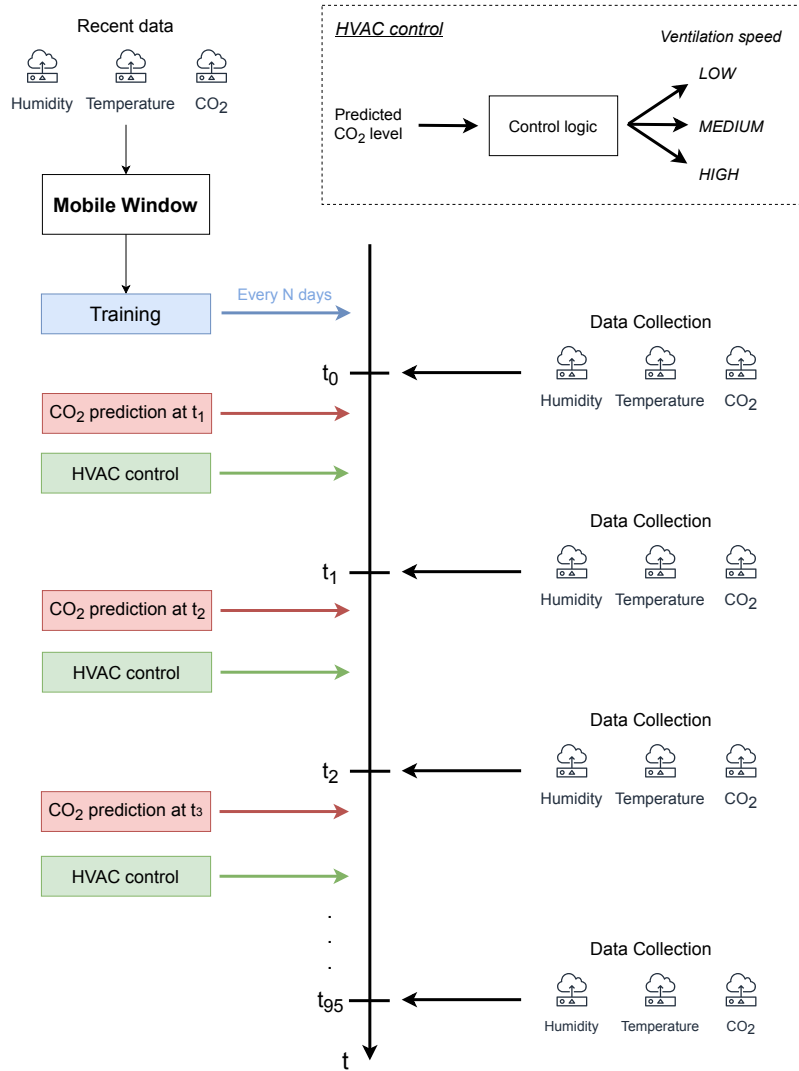 Recent data
Humidity Temperature CO2
Mobile Window
HVAC control
Ventilation speed
Predicted
CO2 level
Control logic
LOW
MEDIUM
HIGH
Training
Every N days
Data Collection
Humidity Temperature CO2
t0
CO2 prediction at t1
HVAC control
Data Collection
Humidity Temperature CO2
t1
CO2 prediction at t2
HVAC control
Data Collection
Humidity Temperature CO2
t2
CO2 prediction at t3
HVAC control
.
.
.
.
Data Collection
Humidity Temperature CO2
t95
t